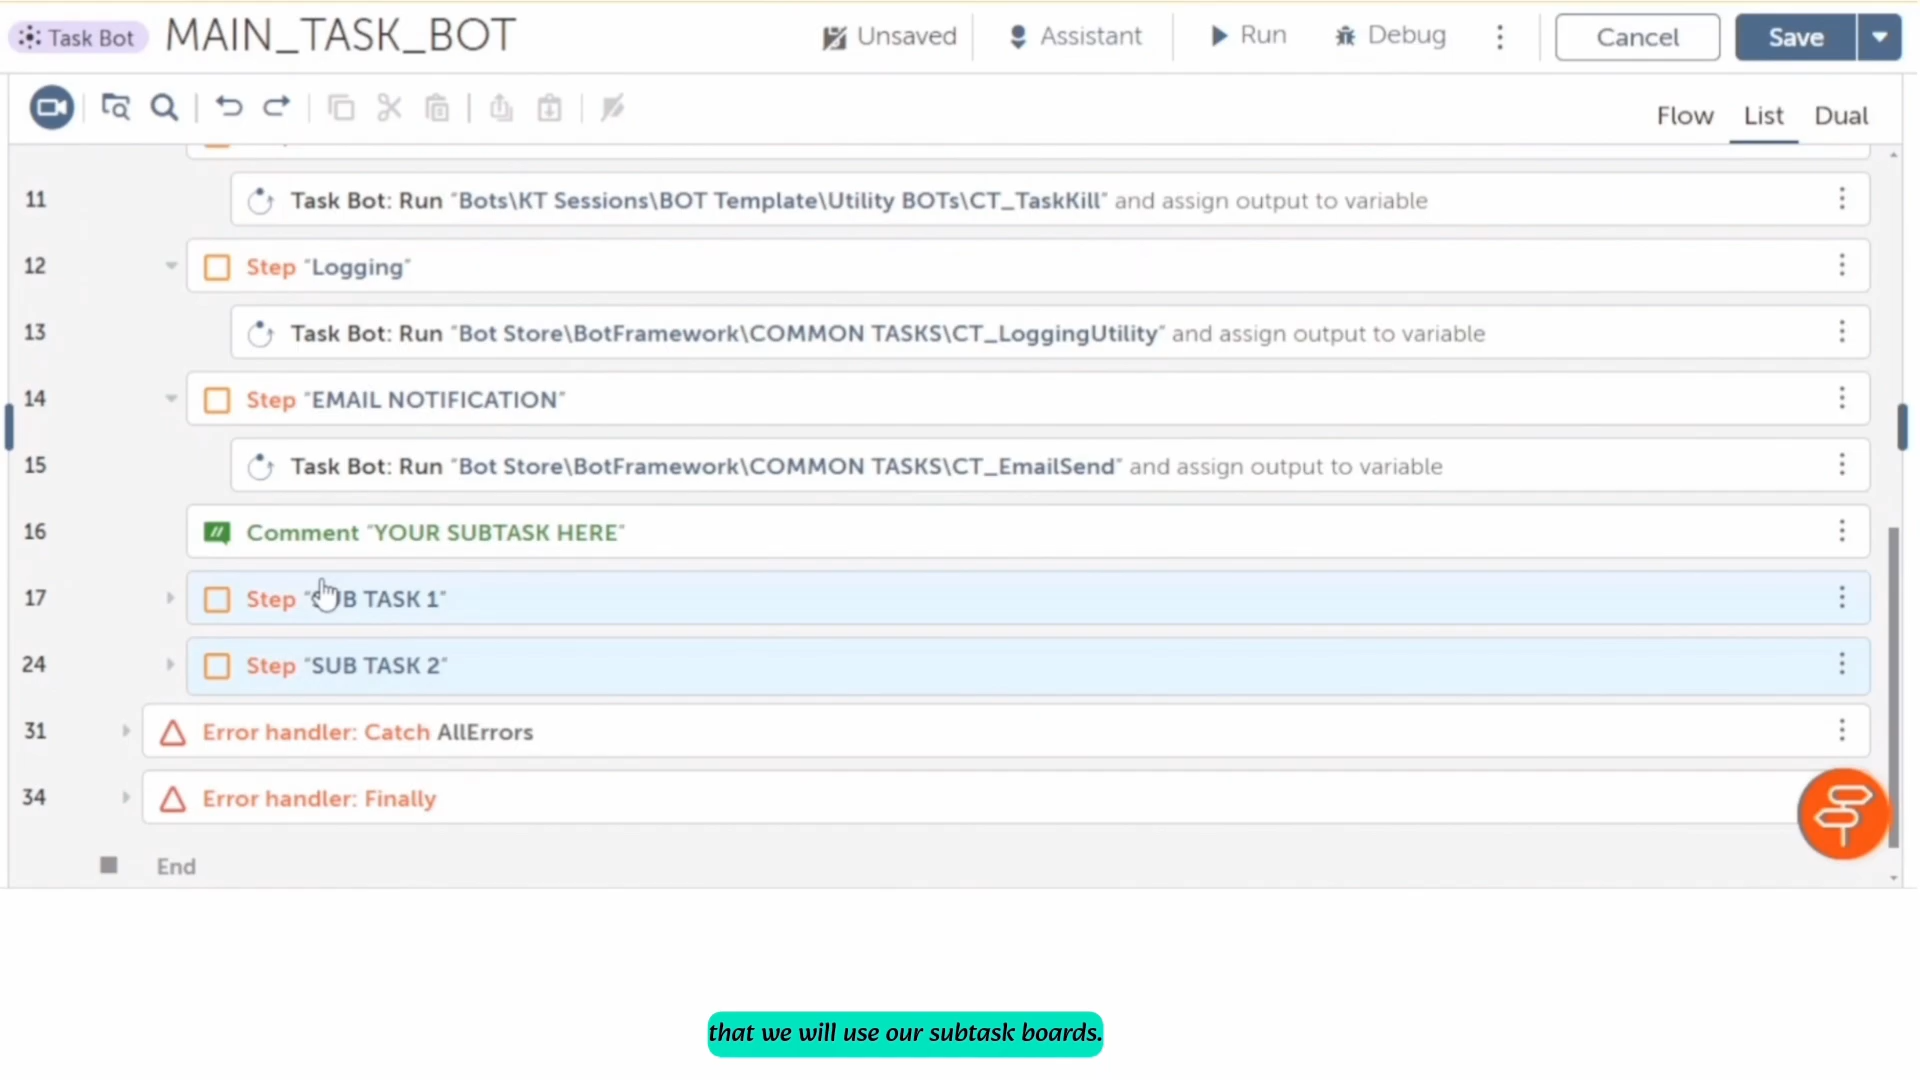 Task Bot MAIN_TASK_BOT Unsaved Assistant Run Debug Cancel Save
Flow List Dual
11 Task Bot: Run "Bots\KT Sessions\BOT Template\Utility BOTs\CT_TaskKill" and assign output to variable
12 Step "Logging"
13 Task Bot: Run "Bot Store\BotFramework\COMMON TASKS\CT_LoggingUtility" and assign output to variable
14 Step "EMAIL NOTIFICATION"
15 Task Bot: Run "Bot Store\BotFramework\COMMON TASKS\CT_EmailSend" and assign output to variable
16 Comment "YOUR SUBTASK HERE"
17 Step "SUB TASK 1"
24 Step "SUB TASK 2"
31 Error handler: Catch AllErrors
34 Error handler: Finally
End
that we will use our subtask boards.